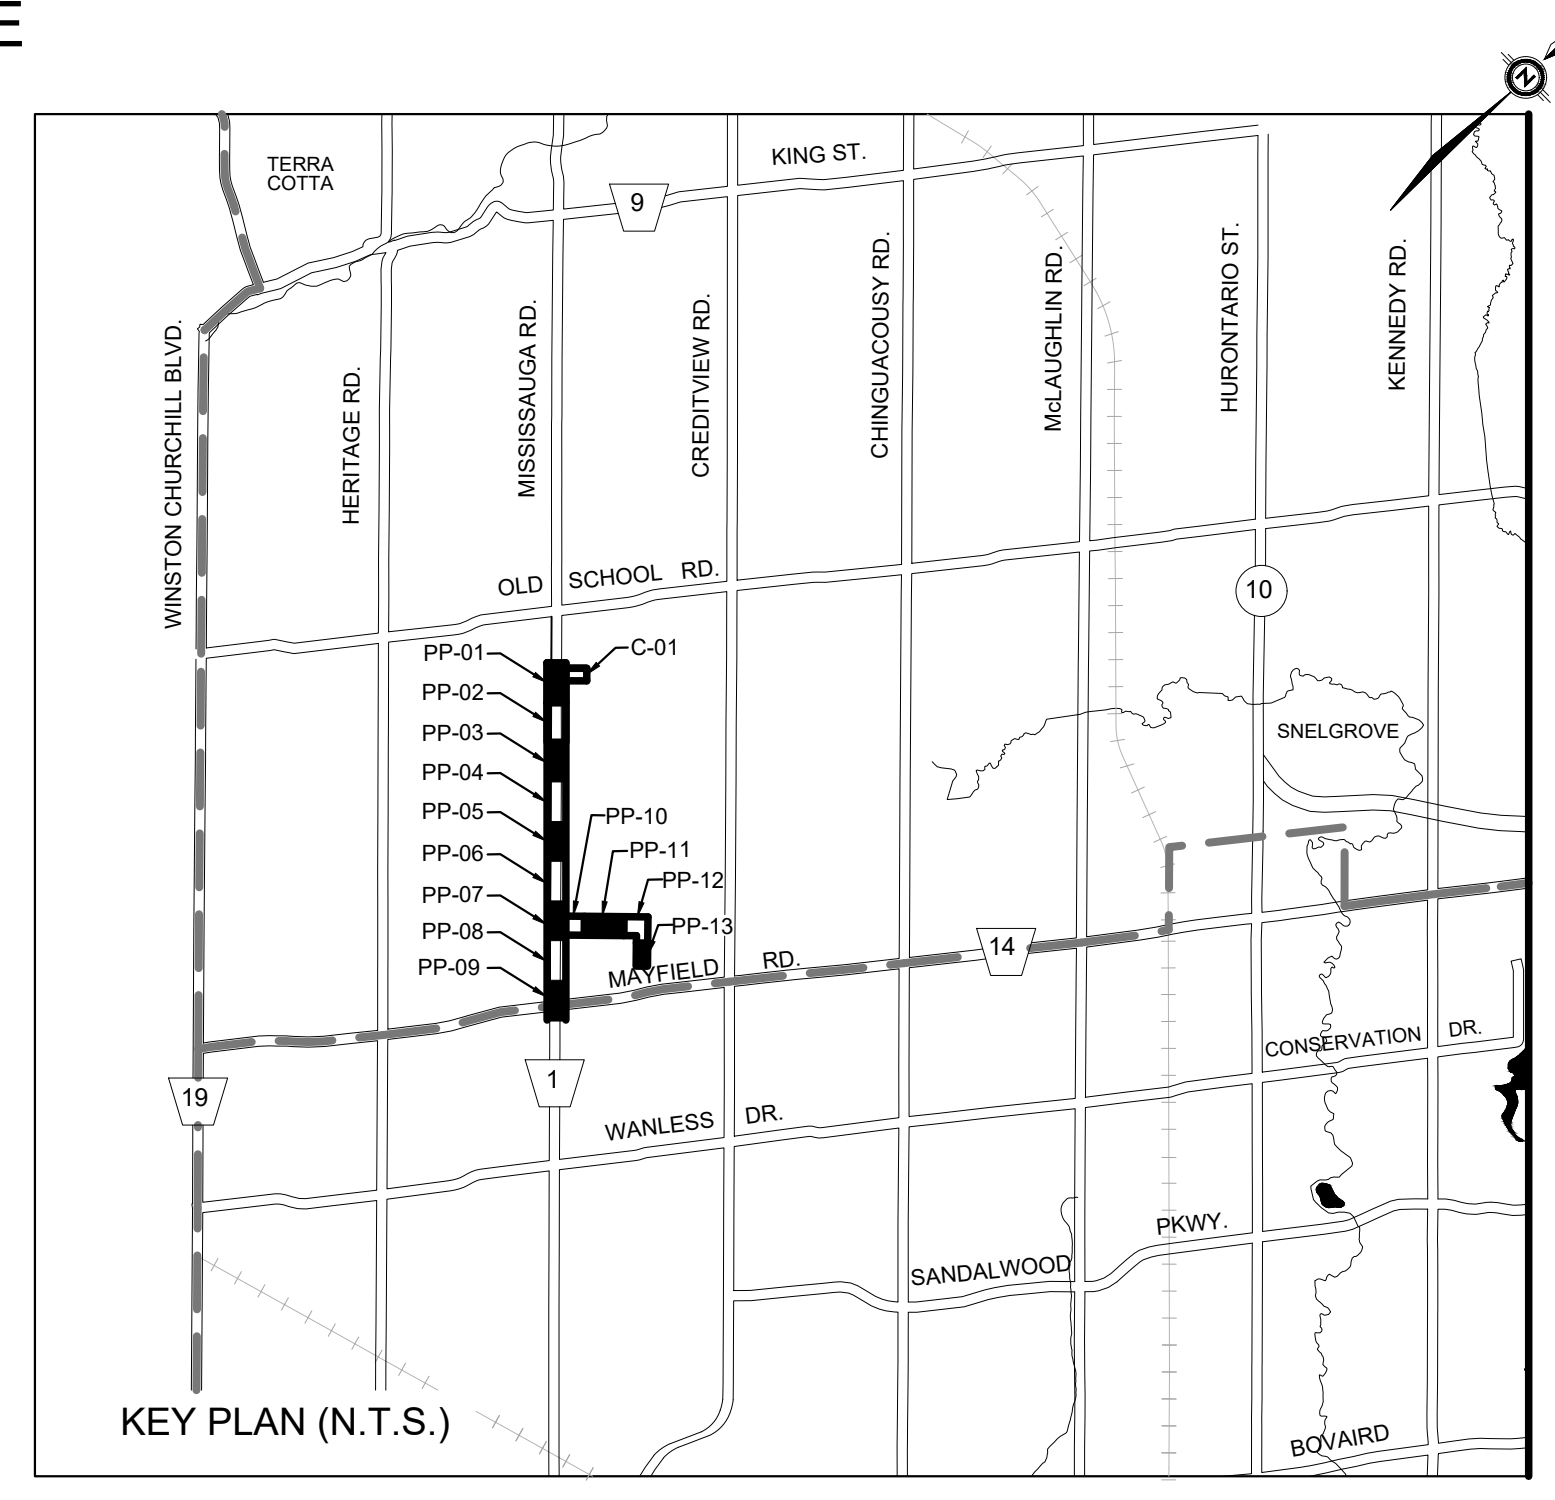 N
TERRA
COTTA
KING ST.
9
WINSTON CHURCHILL BLVD.
HERITAGE RD.
MISSISSAUGA RD.
CREDITVIEW RD.
CHINGUACOUSY RD.
McLAUGHLIN RD.
HURONTARIO ST.
KENNEDY RD.
OLD SCHOOL RD.
10
PP-01
C-01
PP-02
PP-03
PP-04
PP-05
PP-06
PP-07
PP-08
PP-09
PP-10
PP-11
PP-12
PP-13
SNELGROVE
MAYFIELD RD.
14
CONSERVATION DR.
19
1
WANLESS DR.
SANDALWOOD PKWY.
BOVAIRD
KEY PLAN (N.T.S.)